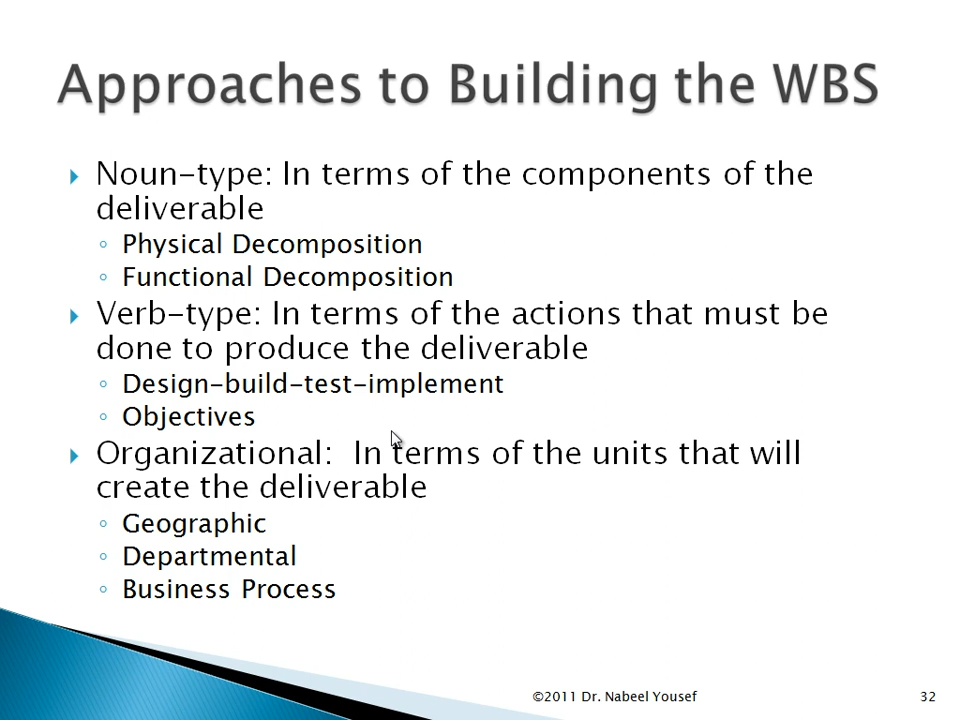 Approaches to Building the WBS
Noun-type: In terms of the components of the
deliverable
Physical Decomposition
Functional Decomposition
Verb-type: In terms of the actions that must be
done to produce the deliverable
Design-build-test-implement
Objectives
Organizational:  In terms of the units that will
create the deliverable
Geographic
Departmental
Business Process
©2011 Dr. Nabeel Yousef
32